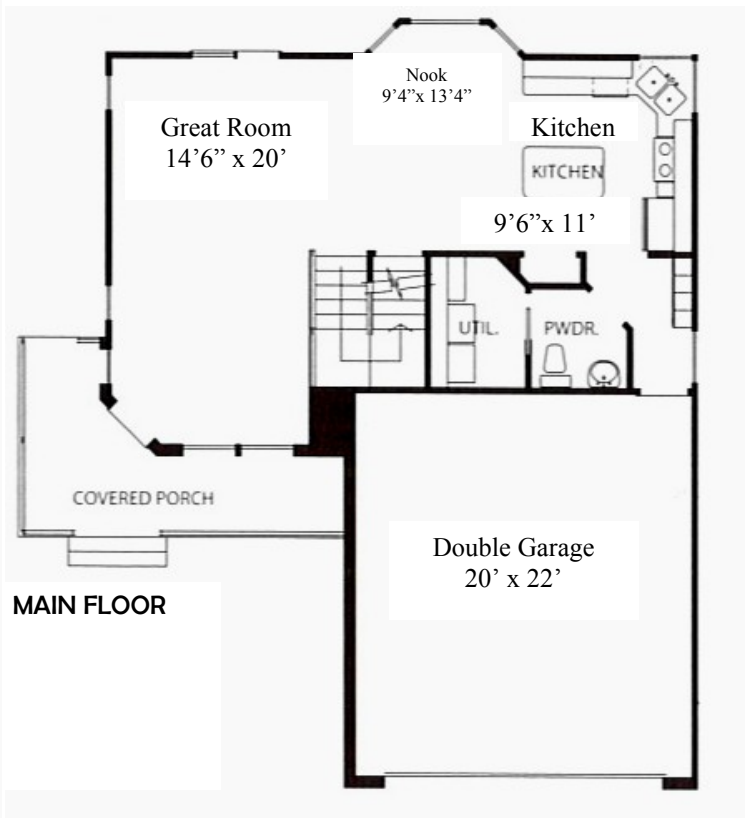 Nook
9’4”x 13’4”
Great Room
14’6” x 20’
Kitchen
KITCHEN
9’6”x 11’
UTIL.
PWDR.
COVERED PORCH
Double Garage
20’ x 22’
MAIN FLOOR